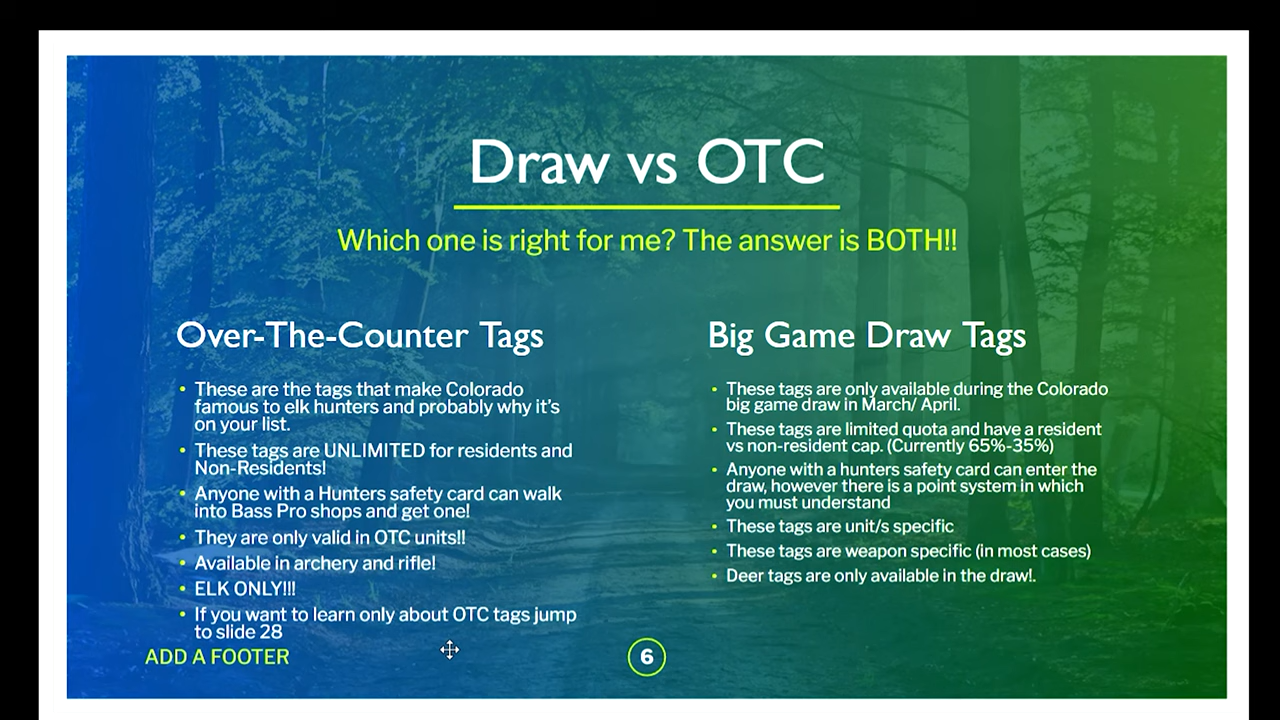 Draw vs OTC
Which one is right for me? The answer is BOTH!!
Over-The-Counter Tags
• These are the tags that make Colorado
famous to elk hunters and probably why it's
on your list.
• These tags are UNLIMITED for residents and
Non-Residents!
• Anyone with a Hunters safety card can walk
into Bass Pro shops and get one!
• They are only valid in OTC units!!
• Available in archery and rifle!
• ELK ONLY!!!
• If you want to learn only about OTC tags jump
to slide 28
Big Game Draw Tags
• These tags are only available during the Colorado
big game draw in March/ April.
• These tags are limited quota and have a resident
vs non-resident cap. (Currently 65%-35%)
• Anyone with a hunters safety card can enter the
draw, however there is a point system in which
you must understand
• These tags are unit/s specific
• These tags are weapon specific (in most cases)
• Deer tags are only available in the draw!.
ADD A FOOTER
6